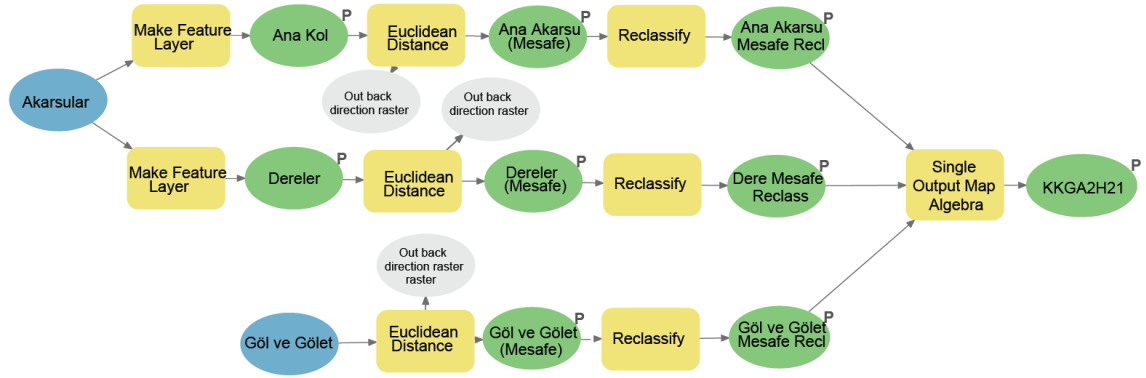 P
P
P
Make Feature
Layer
Ana Kol
Euclidean
Distance
Ana Akarsu
(Mesafe)
Reclassify
Ana Akarsu
Mesafe Recl
Akarsular
Out back
direction raster
Out back
direction raster
P
P
P
P
Make Feature
Layer
Dereler
Euclidean
Distance
Dereler
(Mesafe)
Reclassify
Dere Mesafe
Reclass
Single
Output Map
Algebra
KKGA2H21
Out back
direction raster
raster
P
P
Göl ve Gölet
Euclidean
Distance
Göl ve Gölet
(Mesafe)
Reclassify
Göl ve Gölet
Mesafe Recl